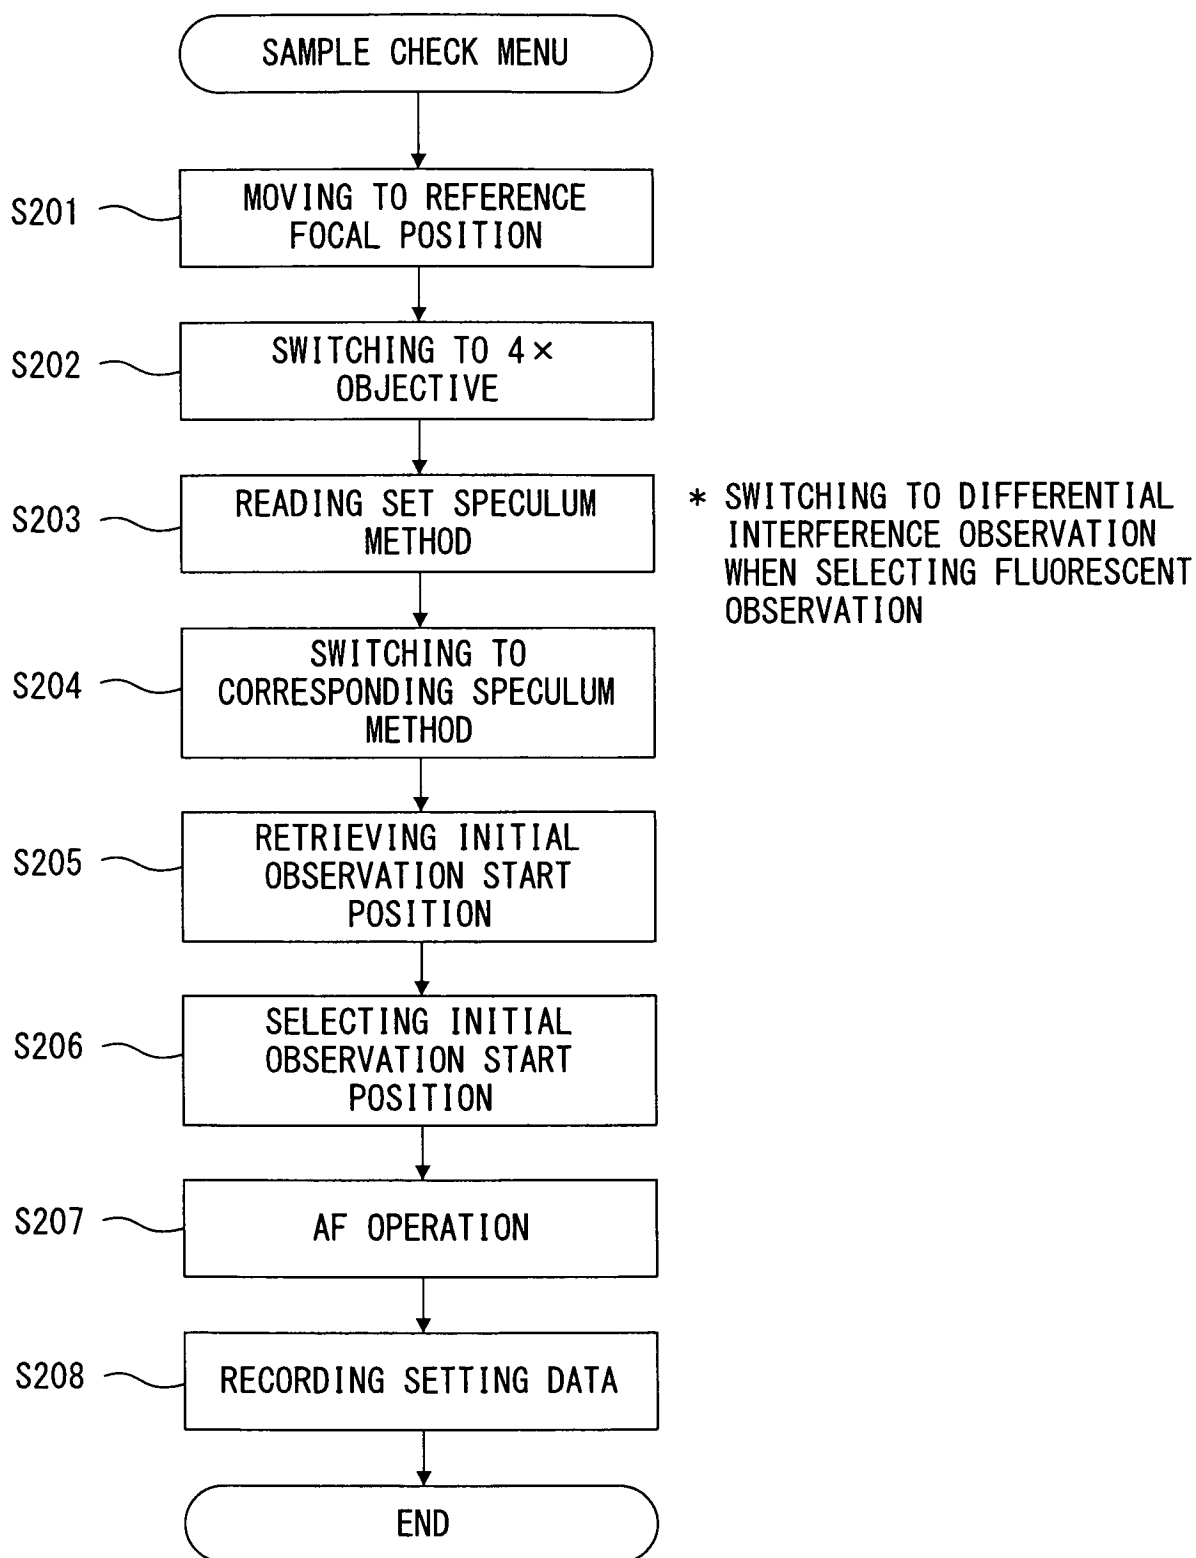 SAMPLE CHECK MENU
S201
MOVING TO REFERENCE
FOCAL POSITION
S202
SWITCHING TO 4×
OBJECTIVE
S203
READING SET SPECULUM
METHOD
* SWITCHING TO DIFFERENTIAL
INTERFERENCE OBSERVATION
WHEN SELECTING FLUORESCENT
OBSERVATION
S204
SWITCHING TO
CORRESPONDING SPECULUM
METHOD
S205
RETRIEVING INITIAL
OBSERVATION START
POSITION
S206
SELECTING INITIAL
OBSERVATION START
POSITION
S207
AF OPERATION
S208
RECORDING SETTING DATA
END